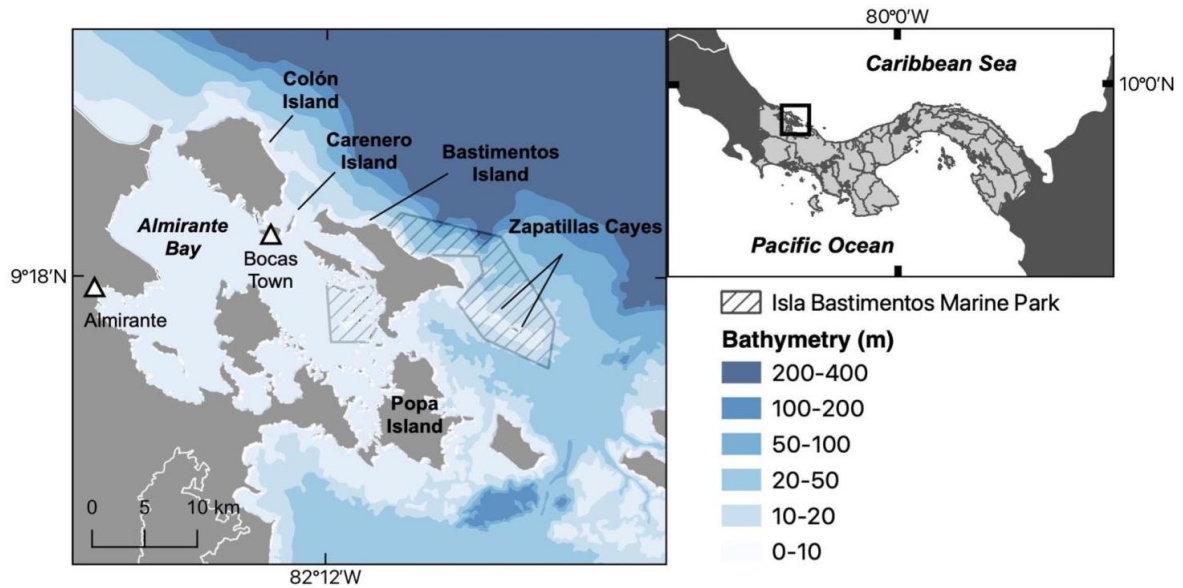 80°0'W
Colón
Island
Carenero
Island
Bastimentos
Island
Zapatillas Cayes
Almirante
Bay
Bocas
Town
9°18'N
Almirante
Popa
Island
0 5 10 km
82°12'W
Caribbean Sea
10°0'N
Pacific Ocean
Isla Bastimentos Marine Park
Bathymetry (m)
200-400
100-200
50-100
20-50
10-20
0-10